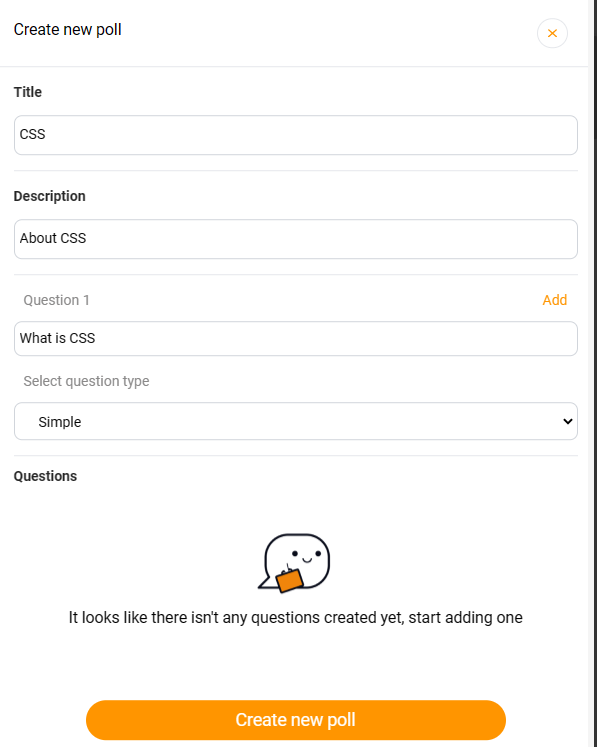 Create new poll
Title
CSS
Description
About CSS
Question 1 Add
What is CSS
Select question type
Simple
Questions
It looks like there isn't any questions created yet, start adding one
Create new poll